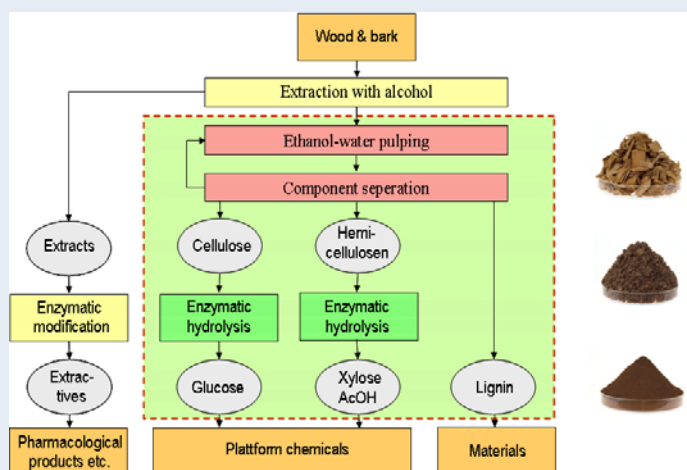 Wood & bark
Extraction with alcohol
Ethanol-water pulping
Component seperation
Extracts
Cellulose
Hemi-
cellulosen
Enzymatic
modification
Enzymatic
hydrolysis
Enzymatic
hydrolysis
Extrac-
tives
Glucose
Xylose
AcOH
Lignin
Pharmacological
products etc.
Plattform chemicals
Materials